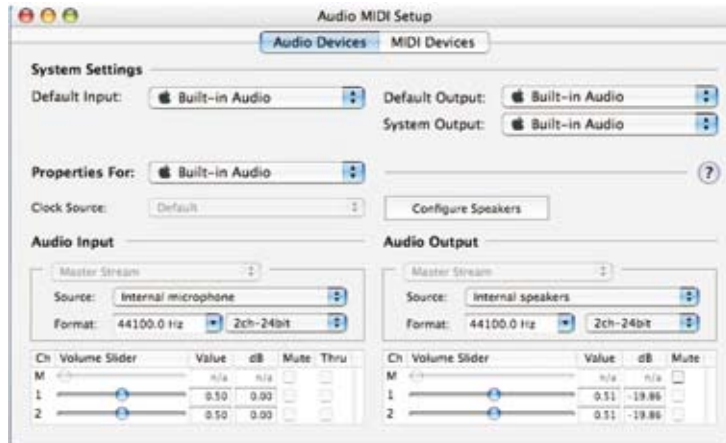 Audio MIDI Setup
Audio Devices MIDI Devices
System Settings
Default Input: Built-in Audio
Default Output: Built-in Audio
System Output: Built-in Audio
Properties For: Built-in Audio
?
Clock Source: Default
Configure Speakers
Audio Input
Master Stream
Source: Internal microphone
Format: 44100.0 Hz 2ch-24bit
Ch Volume Slider Value dB Mute Thru
M n/a n/a
1 0.50 0.00
2 0.50 0.00
Audio Output
Master Stream
Source: Internal speakers
Format: 44100.0 Hz 2ch-24bit
Ch Volume Slider Value dB Mute
M n/a n/a
1 0.51 -19.86
2 0.51 -19.86